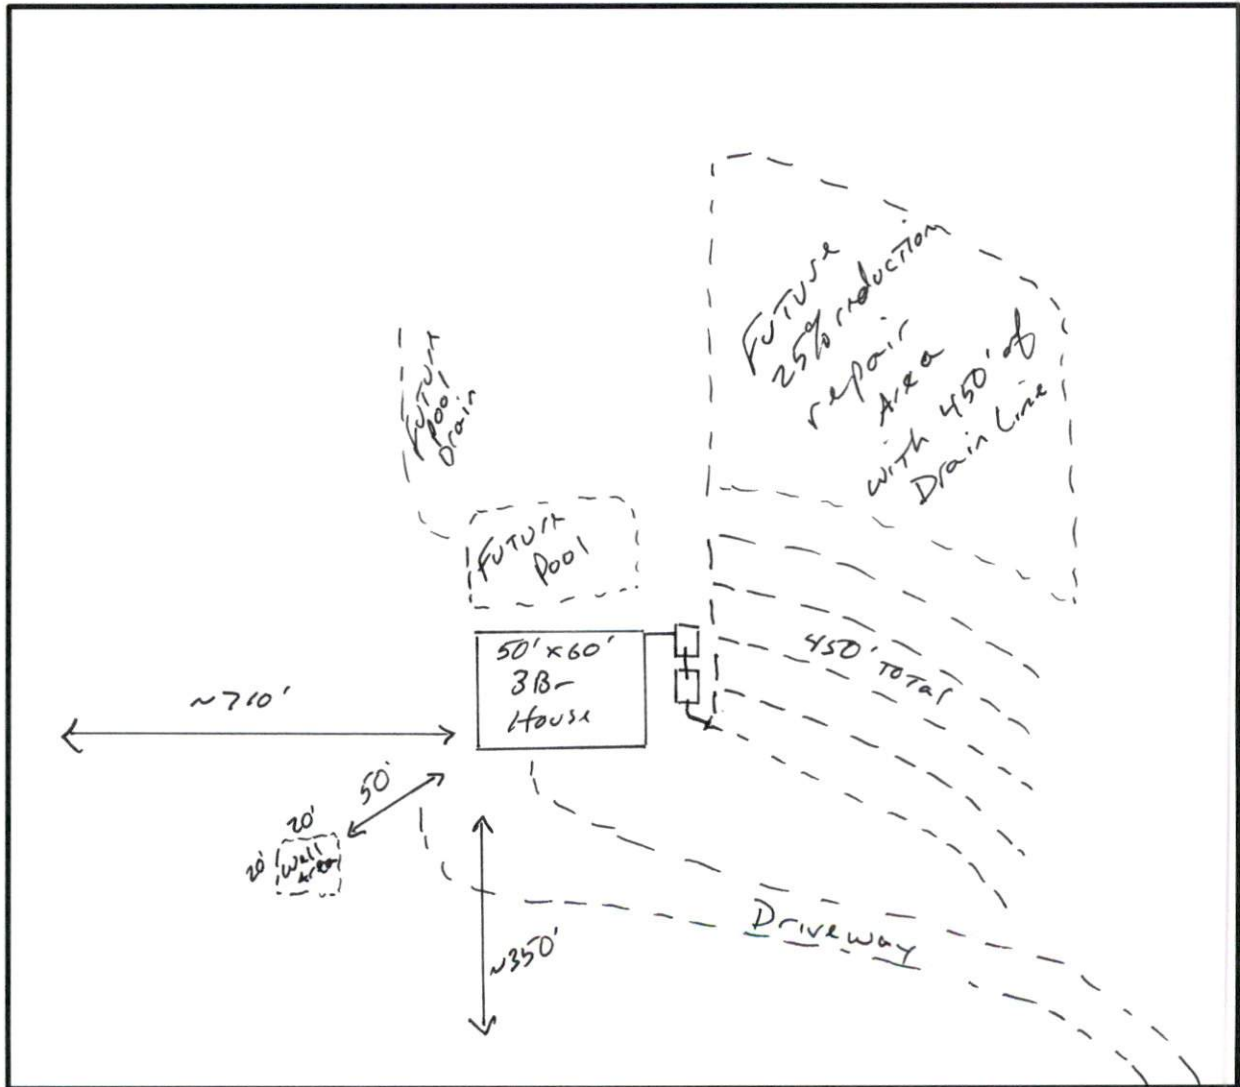 Future
25% reduction
repair
Area
with 450' of
Drain Line
Future
Pool
Drain
Future
Pool
50' x 60'
3Br
House
450' Total
~710'
50'
20'
20'
Well
Area
~350'
Driveway